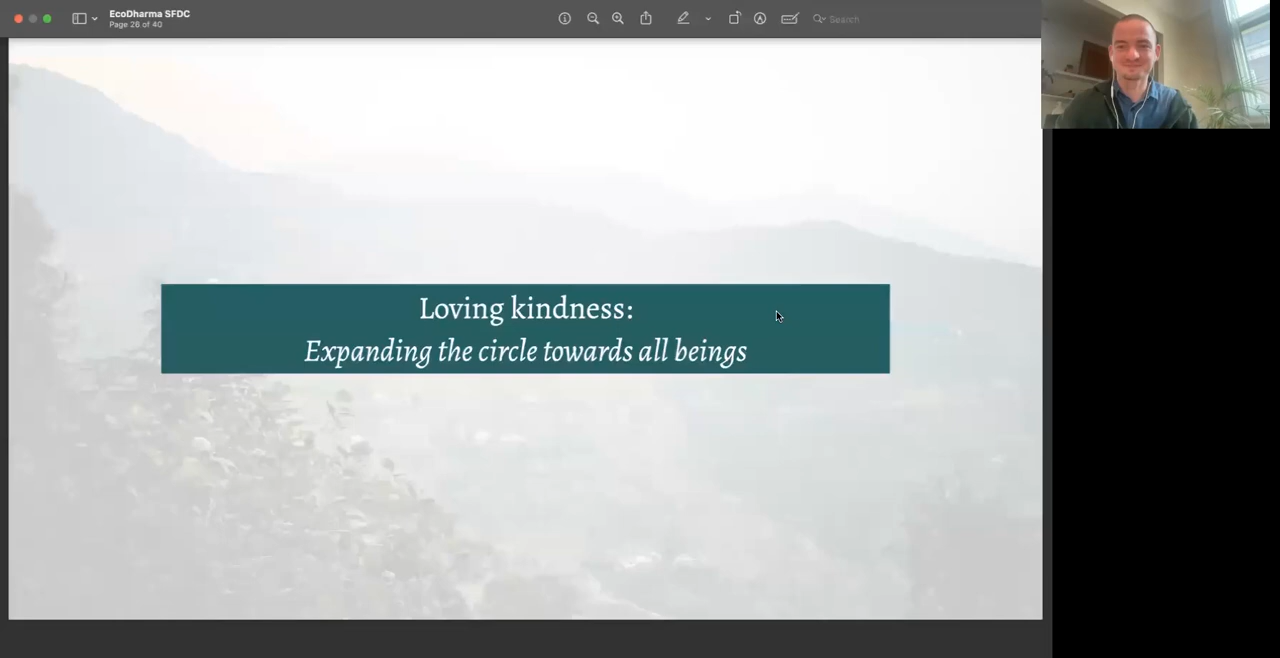 EcoDharma SFDC
Page 26 of 40
Search
Loving kindness:
Expanding the circle towards all beings